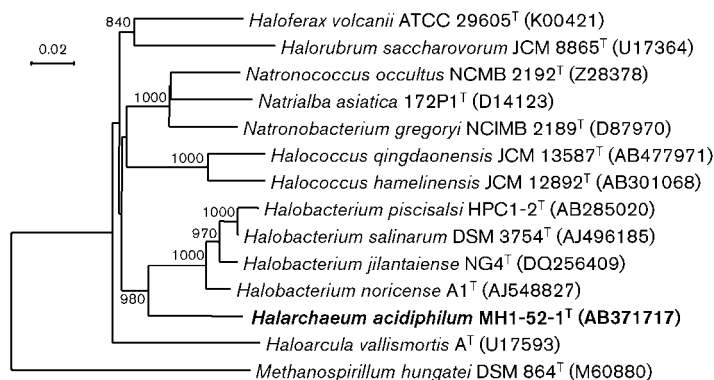 Haloferax volcanii ATCC 29605ᵀ (K00421)
840
0.02
Halorubrum saccharovorum JCM 8865ᵀ (U17364)
Natronococcus occultus NCMB 2192ᵀ (Z28378)
1000
Natrialba asiatica 172P1ᵀ (D14123)
Natronobacterium gregoryi NCIMB 2189ᵀ (D87970)
1000
Halococcus qingdaonensis JCM 13587ᵀ (AB477971)
Halococcus hamelinensis JCM 12892ᵀ (AB301068)
1000
Halobacterium piscisalsi HPC1-2ᵀ (AB285020)
970
Halobacterium salinarum DSM 3754ᵀ (AJ496185)
1000
Halobacterium jilantaiense NG4ᵀ (DQ256409)
Halobacterium noricense A1ᵀ (AJ548827)
980
Halarchaeum acidiphilum MH1-52-1ᵀ (AB371717)
Haloarcula vallismortis Aᵀ (U17593)
Methanospirillum hungatei DSM 864ᵀ (M60880)